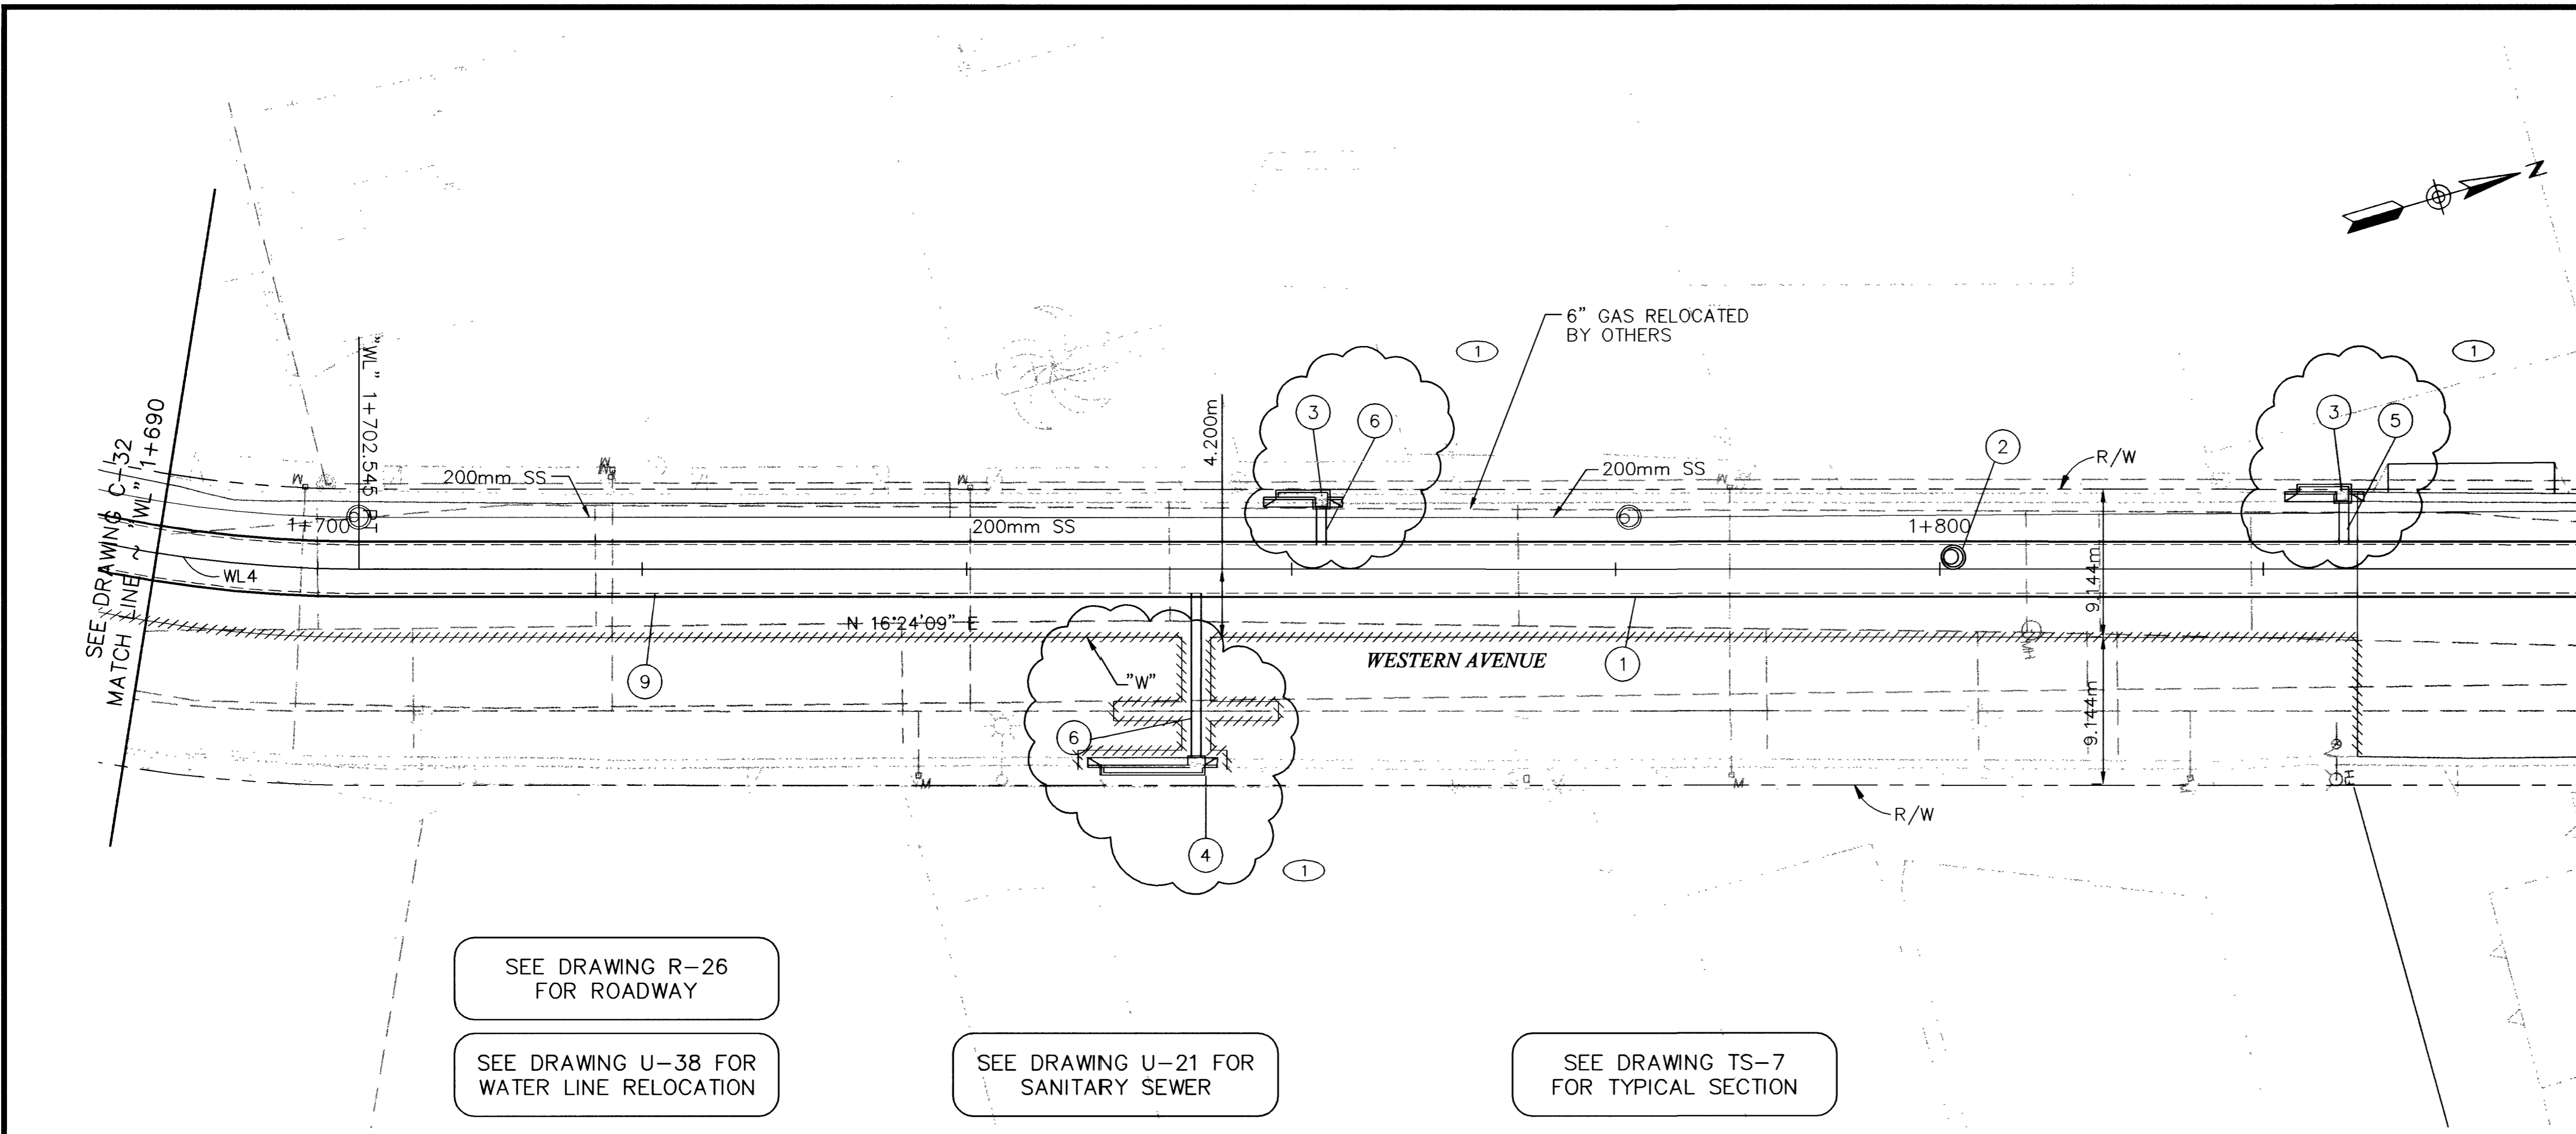 N
6" GAS RELOCATED
BY OTHERS
1
1
SEE DRAWING C-32
MATCH LINE ~ "WL" 1+690
"WL" 1+702.545
1+700
200mm SS
200mm SS
4.200m
3
6
200mm SS
6
2
R/W
3
5
1+800
9.144m
9.144m
WL4
N 16°24'09" E
WESTERN AVENUE
"W"
9
1
6
4
1
MH
FH
W
W
W
W
M
M
R/W
SEE DRAWING R-26
FOR ROADWAY
SEE DRAWING U-38 FOR
WATER LINE RELOCATION
SEE DRAWING U-21 FOR
SANITARY SEWER
SEE DRAWING TS-7
FOR TYPICAL SECTION